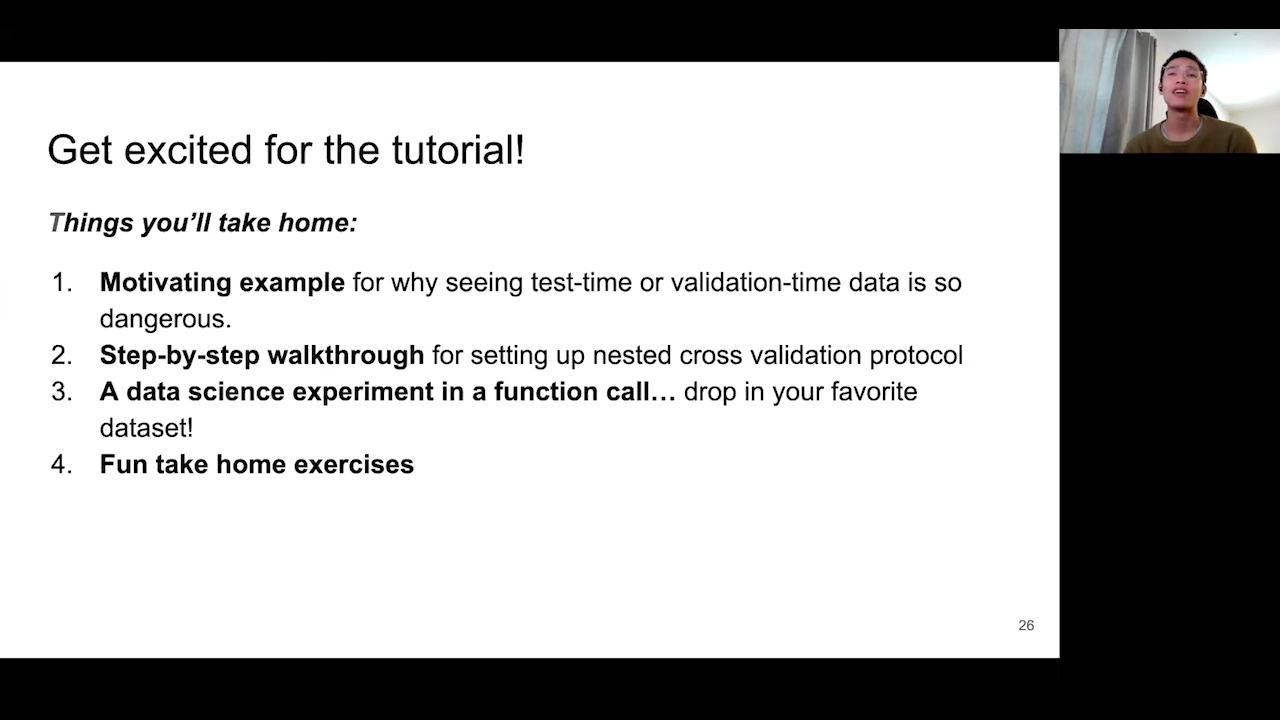 Get excited for the tutorial!
Things you’ll take home:
1. Motivating example for why seeing test-time or validation-time data is so
dangerous.
2. Step-by-step walkthrough for setting up nested cross validation protocol
3. A data science experiment in a function call… drop in your favorite
dataset!
4. Fun take home exercises
26